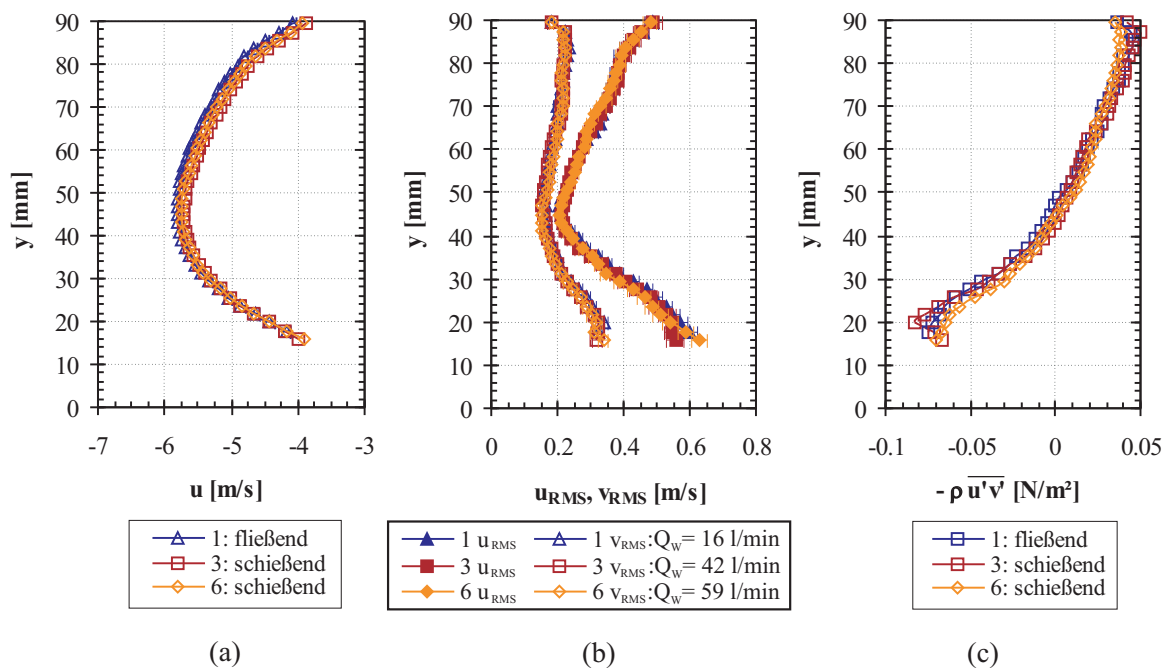 90
80
70
60
50
40
30
20
10
0
y [mm]
-7 -6 -5 -4 -3
u [m/s]
1: fließend
3: schießend
6: schießend
(a)
90
80
70
60
50
40
30
20
10
0
y [mm]
0 0.2 0.4 0.6 0.8
uRMS, vRMS [m/s]
1 uRMS 1 vRMS:QW= 16 l/min
3 uRMS 3 vRMS:QW= 42 l/min
6 uRMS 6 vRMS:QW= 59 l/min
(b)
90
80
70
60
50
40
30
20
10
0
y [mm]
-0.1 -0.05 0 0.05
- ρ u'v' [N/m²]
1: fließend
3: schießend
6: schießend
(c)